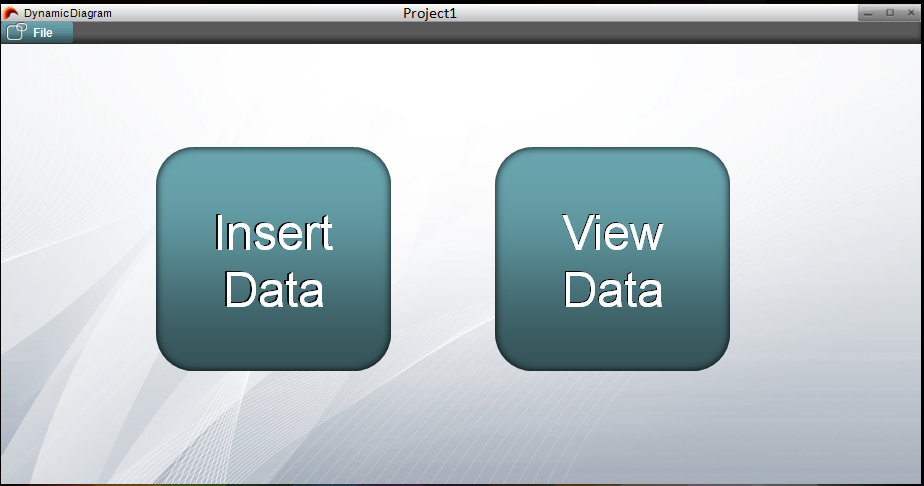 DynamicDiagram
Project1
File
Insert
Data
View
Data